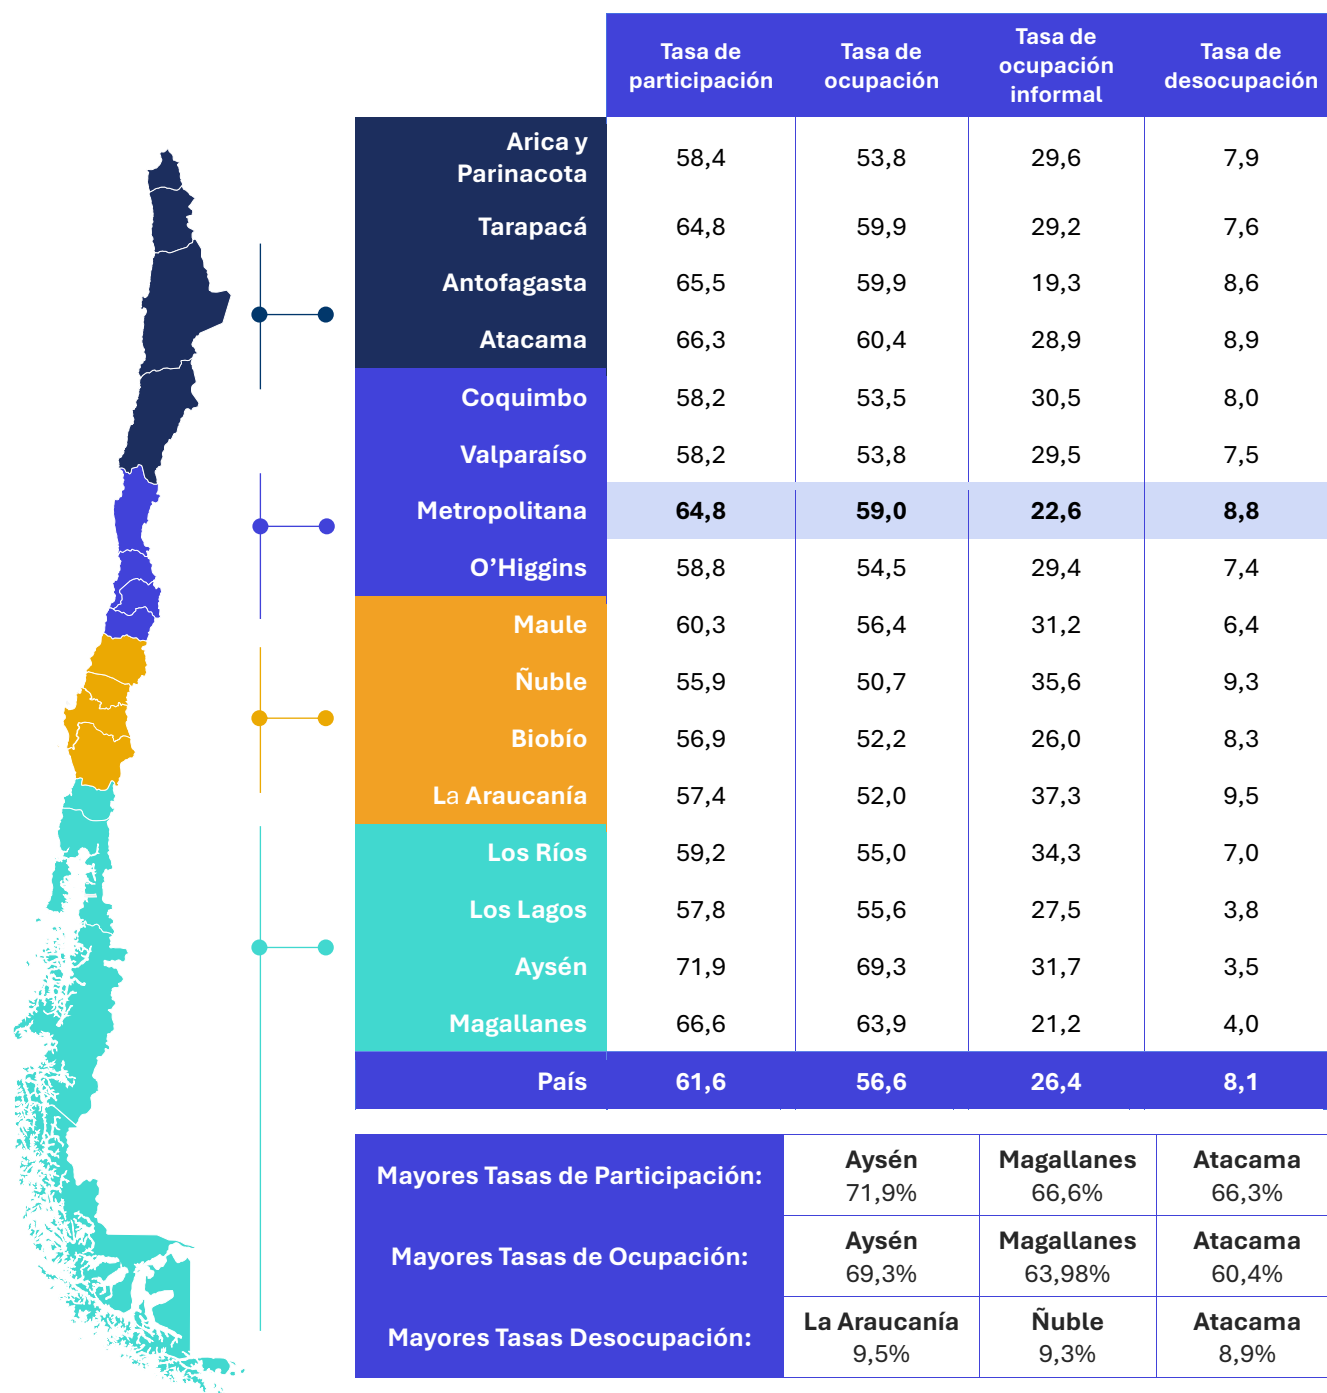 Tasa de participación Tasa de ocupación Tasa de ocupación informal Tasa de desocupación
Arica y Parinacota 58,4 53,8 29,6 7,9
Tarapacá 64,8 59,9 29,2 7,6
Antofagasta 65,5 59,9 19,3 8,6
Atacama 66,3 60,4 28,9 8,9
Coquimbo 58,2 53,5 30,5 8,0
Valparaíso 58,2 53,8 29,5 7,5
Metropolitana 64,8 59,0 22,6 8,8
O’Higgins 58,8 54,5 29,4 7,4
Maule 60,3 56,4 31,2 6,4
Ñuble 55,9 50,7 35,6 9,3
Biobío 56,9 52,2 26,0 8,3
La Araucanía 57,4 52,0 37,3 9,5
Los Ríos 59,2 55,0 34,3 7,0
Los Lagos 57,8 55,6 27,5 3,8
Aysén 71,9 69,3 31,7 3,5
Magallanes 66,6 63,9 21,2 4,0
País 61,6 56,6 26,4 8,1
Mayores Tasas de Participación: Aysén 71,9% Magallanes 66,6% Atacama 66,3%
Mayores Tasas de Ocupación: Aysén 69,3% Magallanes 63,98% Atacama 60,4%
Mayores Tasas Desocupación: La Araucanía 9,5% Ñuble 9,3% Atacama 8,9%